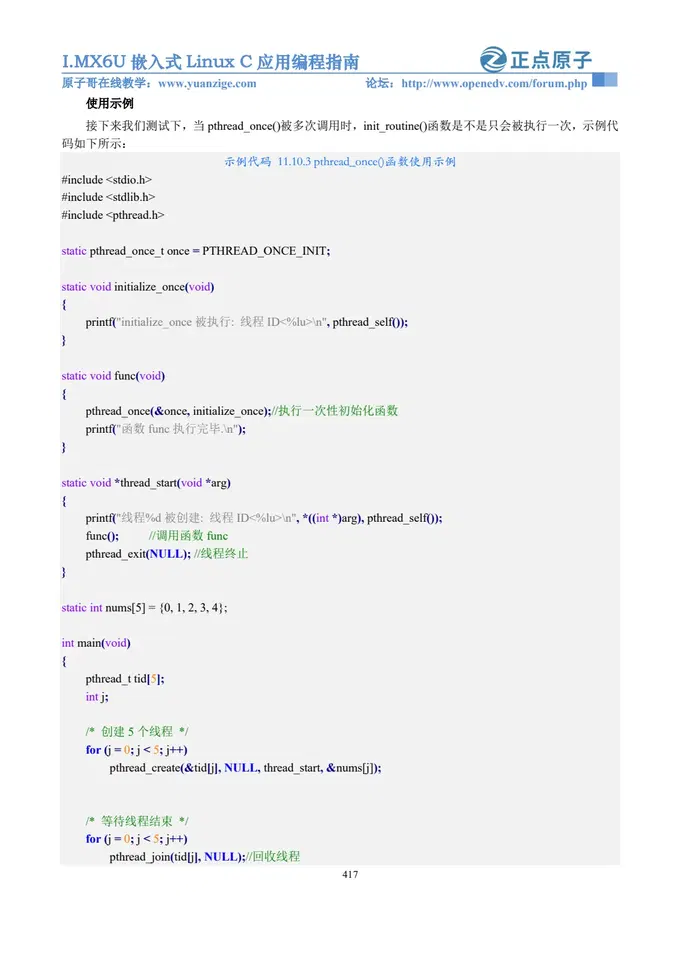 I.MX6U 嵌入式 Linux C 应用编程指南
正点原子
原子哥在线教学：www.yuanzige.com 论坛：http://www.openedv.com/forum.php
使用示例
接下来我们测试下，当 pthread_once()被多次调用时，init_routine()函数是不是只会被执行一次，示例代
码如下所示：
示例代码 11.10.3 pthread_once()函数使用示例
#include <stdio.h>
#include <stdlib.h>
#include <pthread.h>
static pthread_once_t once = PTHREAD_ONCE_INIT;
static void initialize_once(void)
{
printf("initialize_once 被执行: 线程 ID<%lu>\n", pthread_self());
}
static void func(void)
{
pthread_once(&once, initialize_once);//执行一次性初始化函数
printf("函数 func 执行完毕.\n");
}
static void *thread_start(void *arg)
{
printf("线程%d 被创建: 线程 ID<%lu>\n", *((int *)arg), pthread_self());
func(); //调用函数 func
pthread_exit(NULL); //线程终止
}
static int nums[5] = {0, 1, 2, 3, 4};
int main(void)
{
pthread_t tid[5];
int j;
/* 创建 5 个线程 */
for (j = 0; j < 5; j++)
pthread_create(&tid[j], NULL, thread_start, &nums[j]);
/* 等待线程结束 */
for (j = 0; j < 5; j++)
pthread_join(tid[j], NULL);//回收线程
417